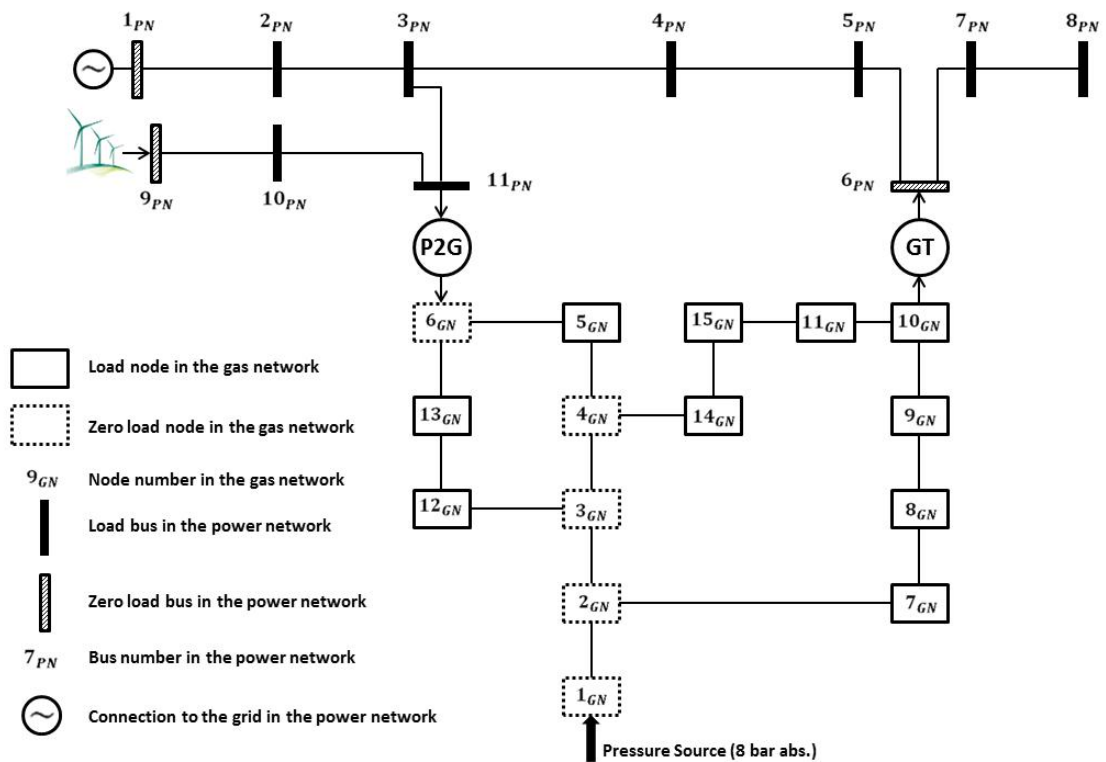 1PN 2PN 3PN 4PN 5PN 7PN 8PN
~
9PN 10PN 11PN 6PN
P2G GT
6GN 5GN 15GN 11GN 10GN
Load node in the gas network
13GN 4GN 14GN 9GN
Zero load node in the gas network
9GN Node number in the gas network
12GN 3GN 8GN
Load bus in the power network
Zero load bus in the power network
2GN 7GN
7PN Bus number in the power network
1GN
~ Connection to the grid in the power network
Pressure Source (8 bar abs.)